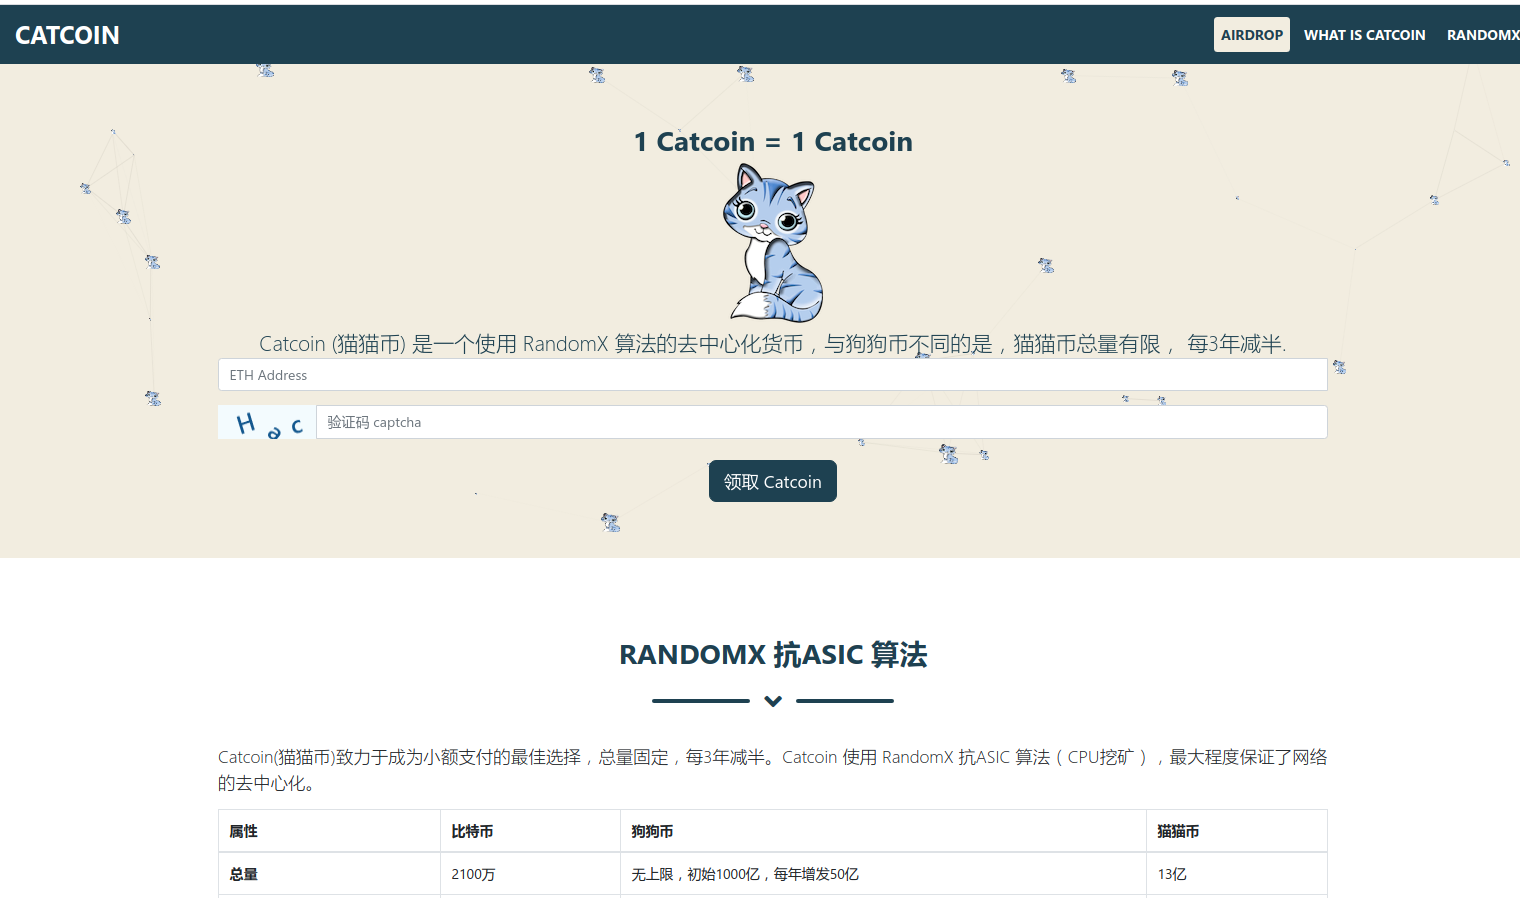 CATCOIN
AIRDROP WHAT IS CATCOIN RANDOMX
1 Catcoin = 1 Catcoin
Catcoin (猫猫币) 是一个使用 RandomX 算法的去中心化货币，与狗狗币不同的是，猫猫币总量有限， 每3年减半.
ETH Address
H a c
验证码 captcha
领取 Catcoin
RANDOMX 抗ASIC 算法
Catcoin(猫猫币)致力于成为小额支付的最佳选择，总量固定，每3年减半。Catcoin 使用 RandomX 抗ASIC 算法（CPU挖矿），最大程度保证了网络
的去中心化。
属性 比特币 狗狗币 猫猫币
总量 2100万 无上限，初始1000亿，每年增发50亿 13亿